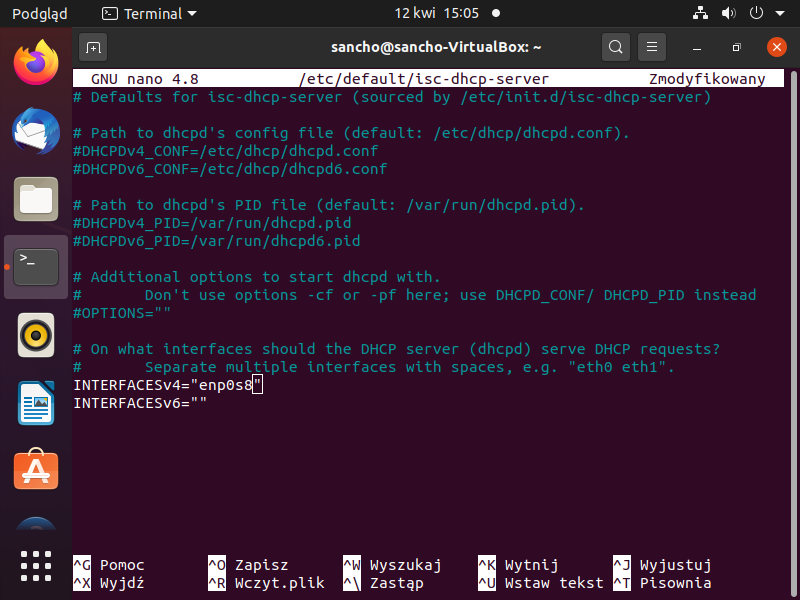 Podgląd Terminal 12 kwi 15:05
sancho@sancho-VirtualBox: ~
GNU nano 4.8 /etc/default/isc-dhcp-server Zmodyfikowany
# Defaults for isc-dhcp-server (sourced by /etc/init.d/isc-dhcp-server)
# Path to dhcpd's config file (default: /etc/dhcp/dhcpd.conf).
#DHCPDv4_CONF=/etc/dhcp/dhcpd.conf
#DHCPDv6_CONF=/etc/dhcp/dhcpd6.conf
# Path to dhcpd's PID file (default: /var/run/dhcpd.pid).
#DHCPDv4_PID=/var/run/dhcpd.pid
#DHCPDv6_PID=/var/run/dhcpd6.pid
# Additional options to start dhcpd with.
#       Don't use options -cf or -pf here; use DHCPD_CONF/ DHCPD_PID instead
#OPTIONS=""
# On what interfaces should the DHCP server (dhcpd) serve DHCP requests?
#       Separate multiple interfaces with spaces, e.g. "eth0 eth1".
INTERFACESv4="enp0s8"
INTERFACESv6=""
^G Pomoc ^O Zapisz ^W Wyszukaj ^K Wytnij ^J Wyjustuj
^X Wyjdź ^R Wczyt.plik ^\ Zastąp ^U Wstaw tekst ^T Pisownia